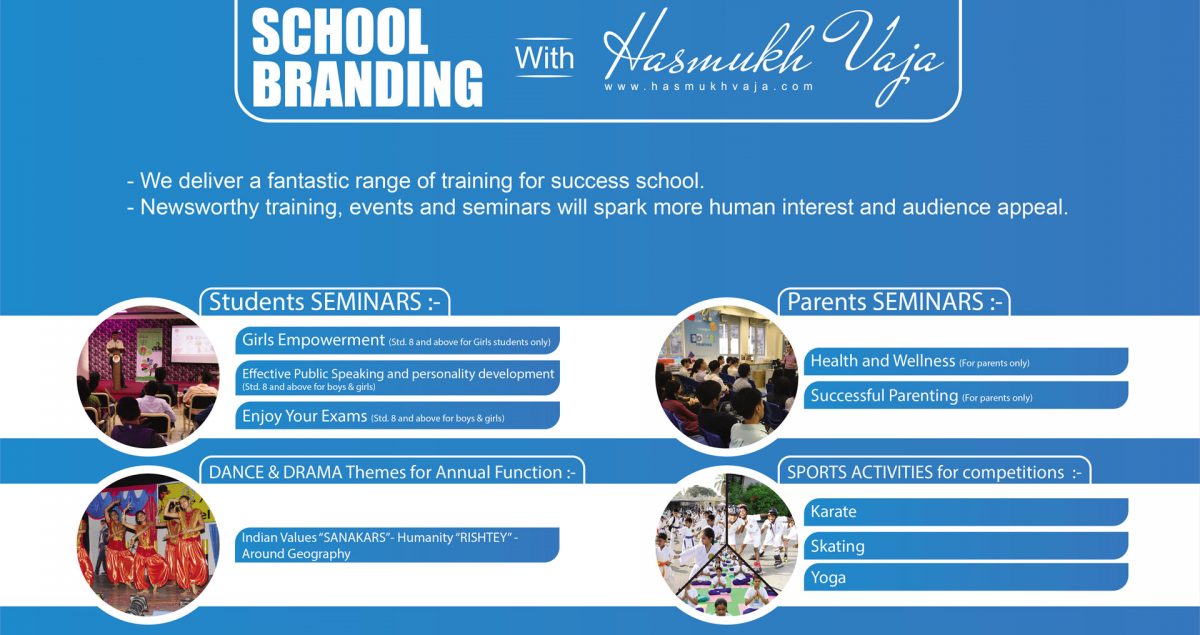 SCHOOL
BRANDING
With
Hasmukh Vaja
www.hasmukhvaja.com
- We deliver a fantastic range of training for success school.
- Newsworthy training, events and seminars will spark more human interest and audience appeal.
Students SEMINARS :-
Girls Empowerment (Std. 8 and above for Girls students only)
Effective Public Speaking and personality development
(Std. 8 and above for boys & girls)
Enjoy Your Exams (Std. 8 and above for boys & girls)
Parents SEMINARS :-
Health and Wellness (For parents only)
Successful Parenting (For parents only)
DANCE & DRAMA Themes for Annual Function :-
Indian Values "SANAKARS"- Humanity "RISHTEY" -
Around Geography
SPORTS ACTIVITIES for competitions :-
Karate
Skating
Yoga